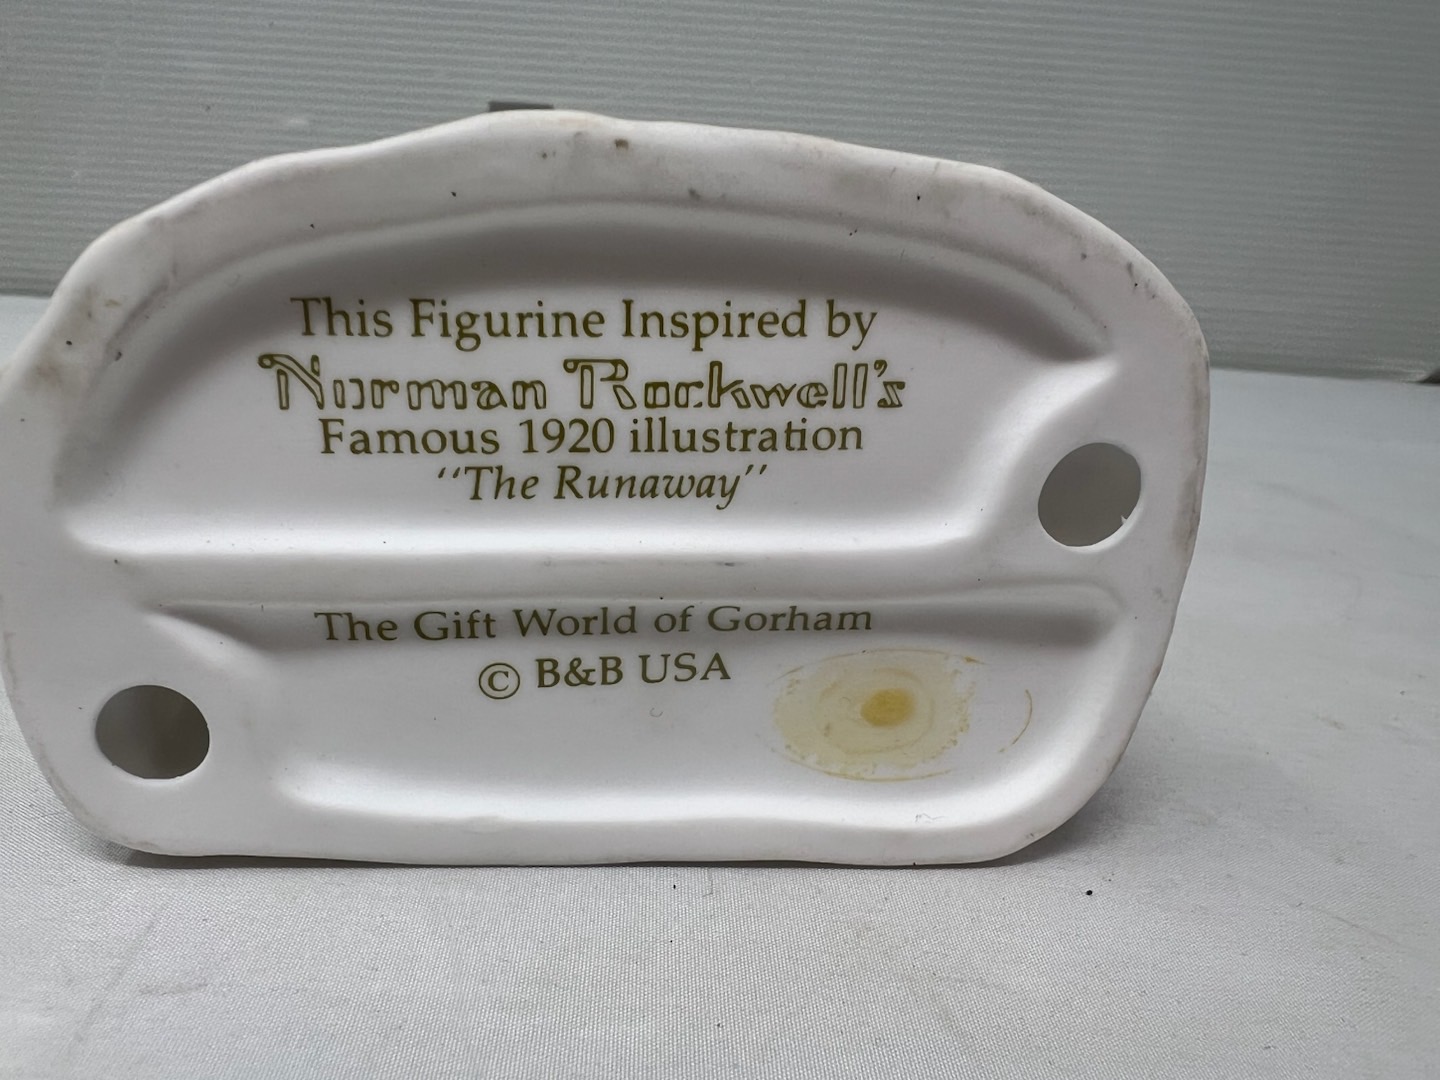 This Figurine Inspired by
Norman Rockwell's
Famous 1920 illustration
"The Runaway"
The Gift World of Gorham
© B&B USA